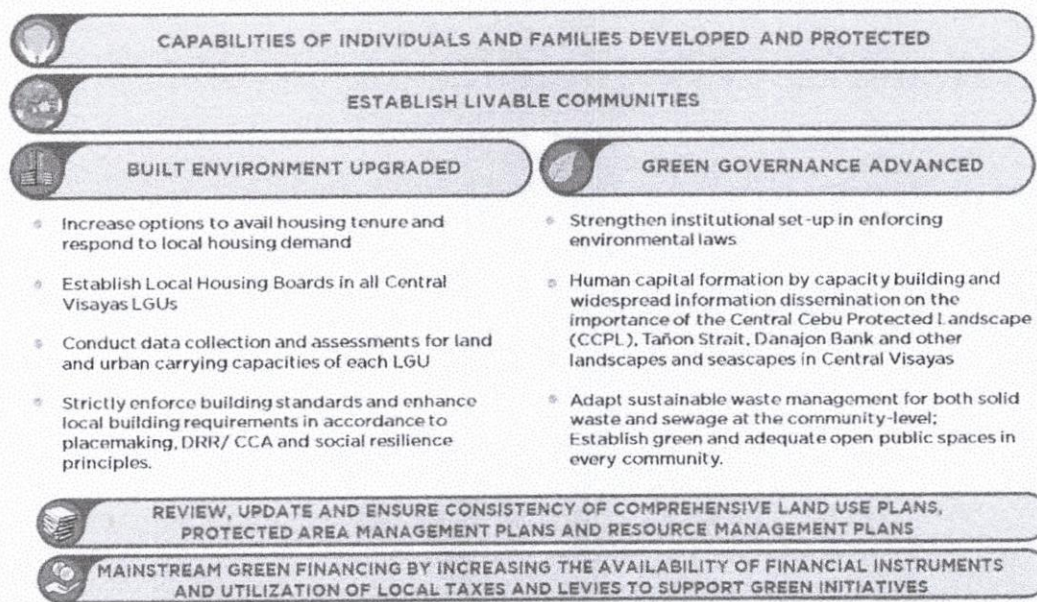 CAPABILITIES OF INDIVIDUALS AND FAMILIES DEVELOPED AND PROTECTED
ESTABLISH LIVABLE COMMUNITIES
BUILT ENVIRONMENT UPGRADED
Increase options to avail housing tenure and
respond to local housing demand
Establish Local Housing Boards in all Central
Visayas LGUs
Conduct data collection and assessments for land
and urban carrying capacities of each LGU
Strictly enforce building standards and enhance
local building requirements in accordance to
placemaking, DRR/ CCA and social resilience
principles.
GREEN GOVERNANCE ADVANCED
Strengthen institutional set-up in enforcing
environmental laws
Human capital formation by capacity building and
widespread information dissemination on the
importance of the Central Cebu Protected Landscape
(CCPL), Tañon Strait, Danajon Bank and other
landscapes and seascapes in Central Visayas
Adapt sustainable waste management for both solid
waste and sewage at the community-level;
Establish green and adequate open public spaces in
every community.
REVIEW, UPDATE AND ENSURE CONSISTENCY OF COMPREHENSIVE LAND USE PLANS,
PROTECTED AREA MANAGEMENT PLANS AND RESOURCE MANAGEMENT PLANS
MAINSTREAM GREEN FINANCING BY INCREASING THE AVAILABILITY OF FINANCIAL INSTRUMENTS
AND UTILIZATION OF LOCAL TAXES AND LEVIES TO SUPPORT GREEN INITIATIVES